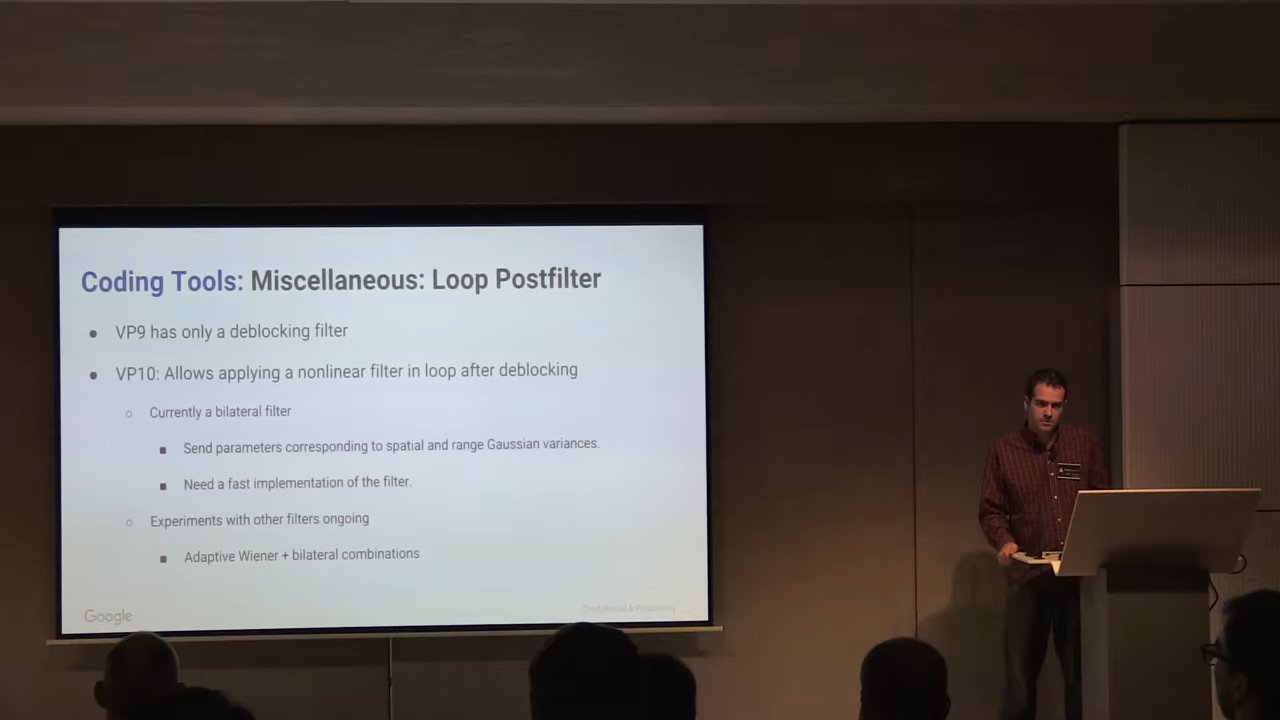 Coding Tools: Miscellaneous: Loop Postfilter
● VP9 has only a deblocking filter
● VP10: Allows applying a nonlinear filter in loop after deblocking
○ Currently a bilateral filter
■ Send parameters corresponding to spatial and range Gaussian variances.
■ Need a fast implementation of the filter.
○ Experiments with other filters ongoing
■ Adaptive Wiener + bilateral combinations
Google
Confidential & Proprietary